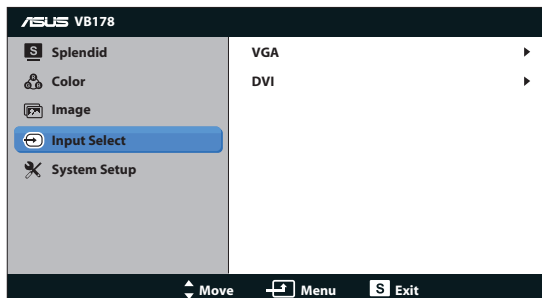 ASUS VB178
S Splendid
Color
Image
Input Select
System Setup
VGA
DVI
Move Menu S Exit